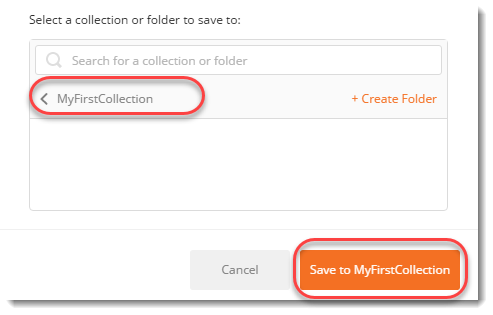 Select a collection or folder to save to:
Search for a collection or folder
MyFirstCollection + Create Folder
Cancel Save to MyFirstCollection